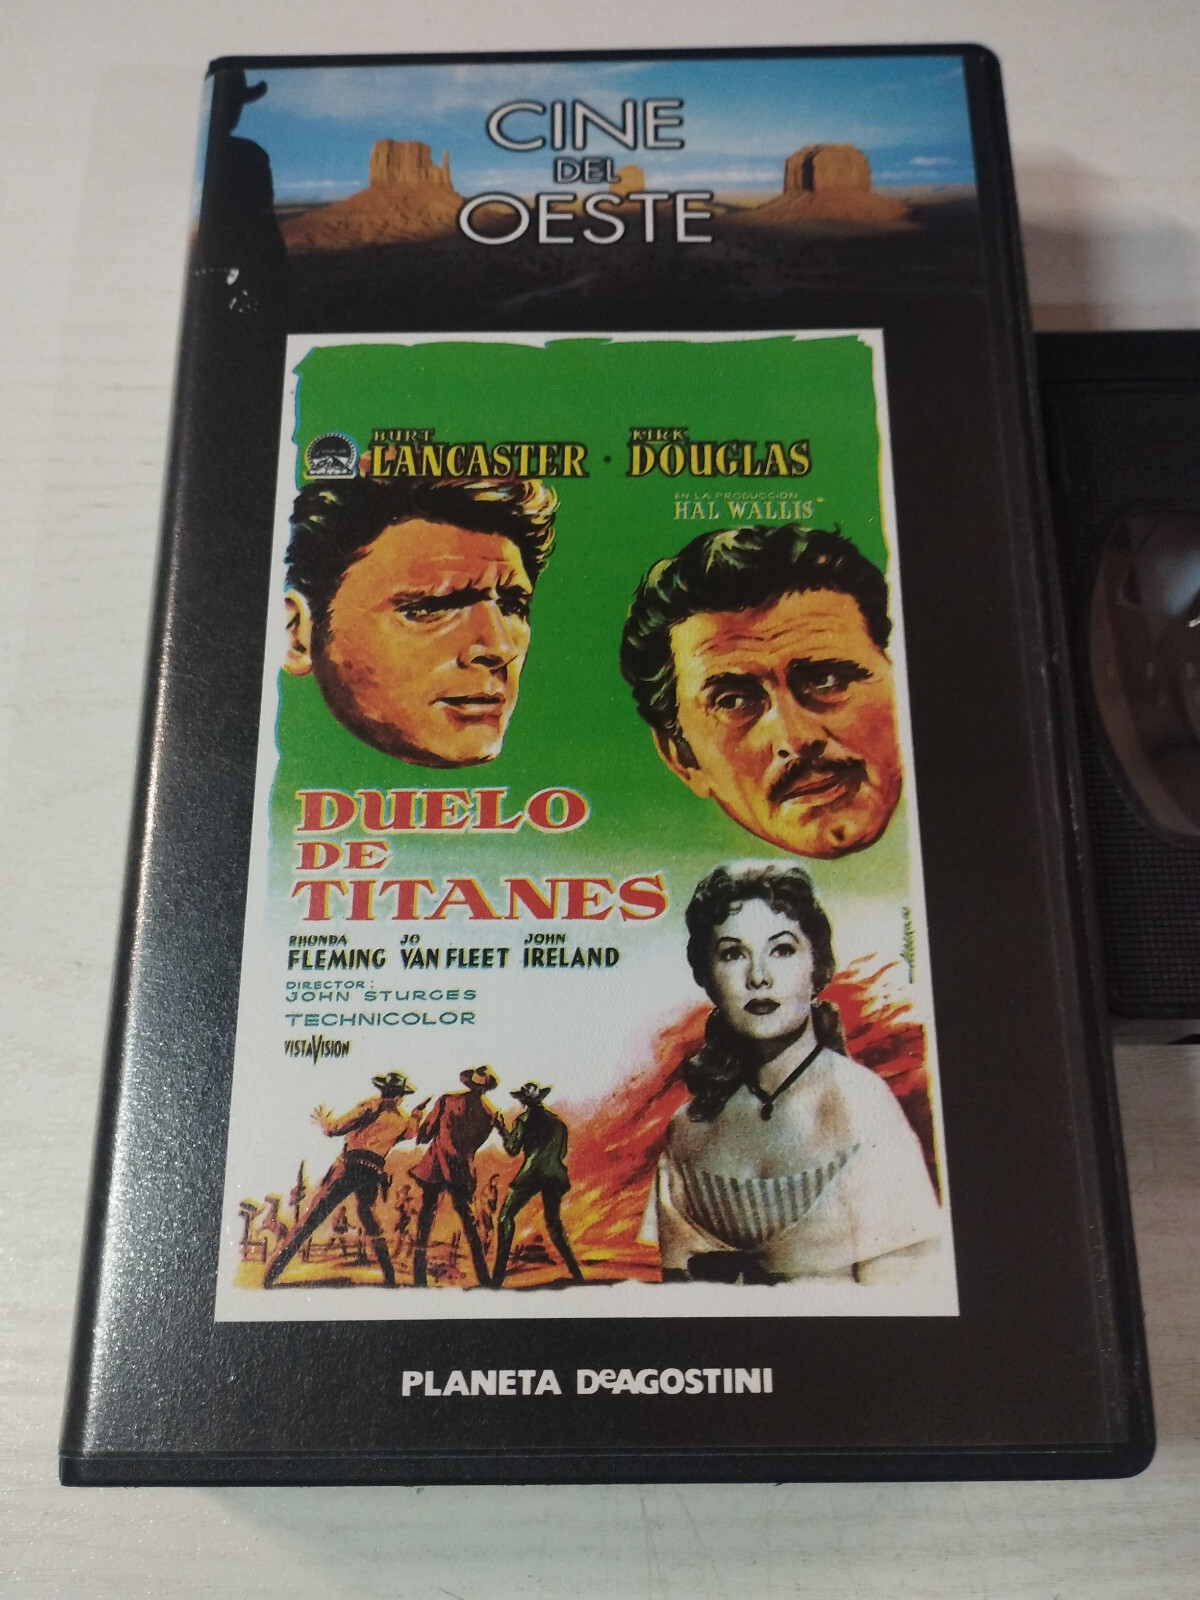 CINE
DEL
OESTE
BURT KIRK
LANCASTER · DOUGLAS
EN LA PRODUCCION
HAL WALLIS
DUELO
DE
TITANES
RHONDA JO JOHN
FLEMING VAN FLEET IRELAND
DIRECTOR:
JOHN STURGES
TECHNICOLOR
VISTAVISION
PLANETA DeAGOSTINI